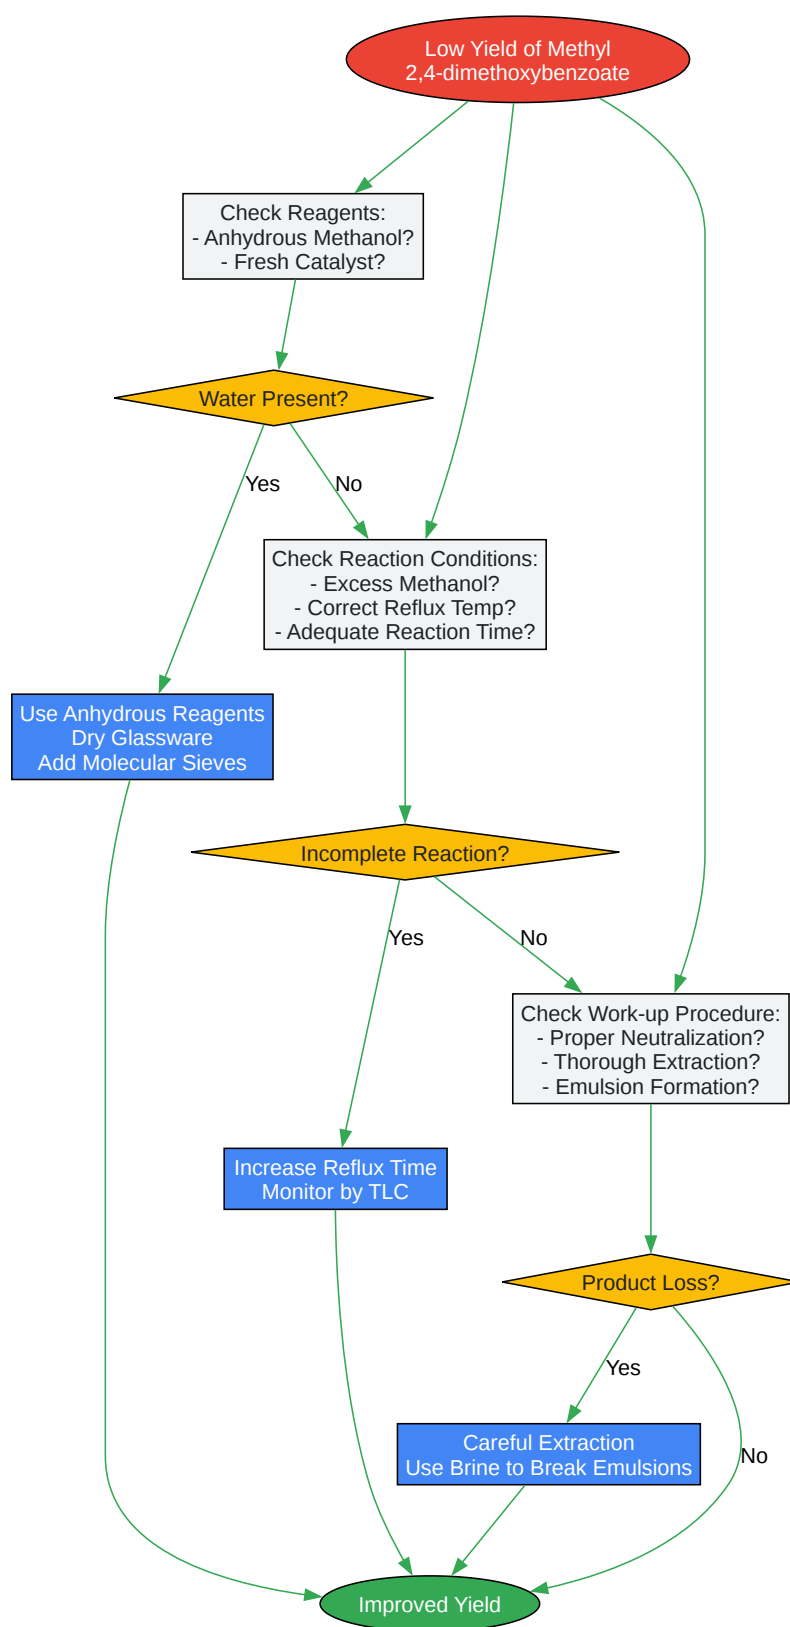 Low Yield of Methyl
2,4-dimethoxybenzoate
Check Reagents:
- Anhydrous Methanol?
- Fresh Catalyst?
Water Present?
Yes
No
Check Reaction Conditions:
- Excess Methanol?
- Correct Reflux Temp?
- Adequate Reaction Time?
Use Anhydrous Reagents
Dry Glassware
Add Molecular Sieves
Incomplete Reaction?
Yes
No
Check Work-up Procedure:
- Proper Neutralization?
- Thorough Extraction?
- Emulsion Formation?
Increase Reflux Time
Monitor by TLC
Product Loss?
Yes
Careful Extraction
Use Brine to Break Emulsions
No
Improved Yield